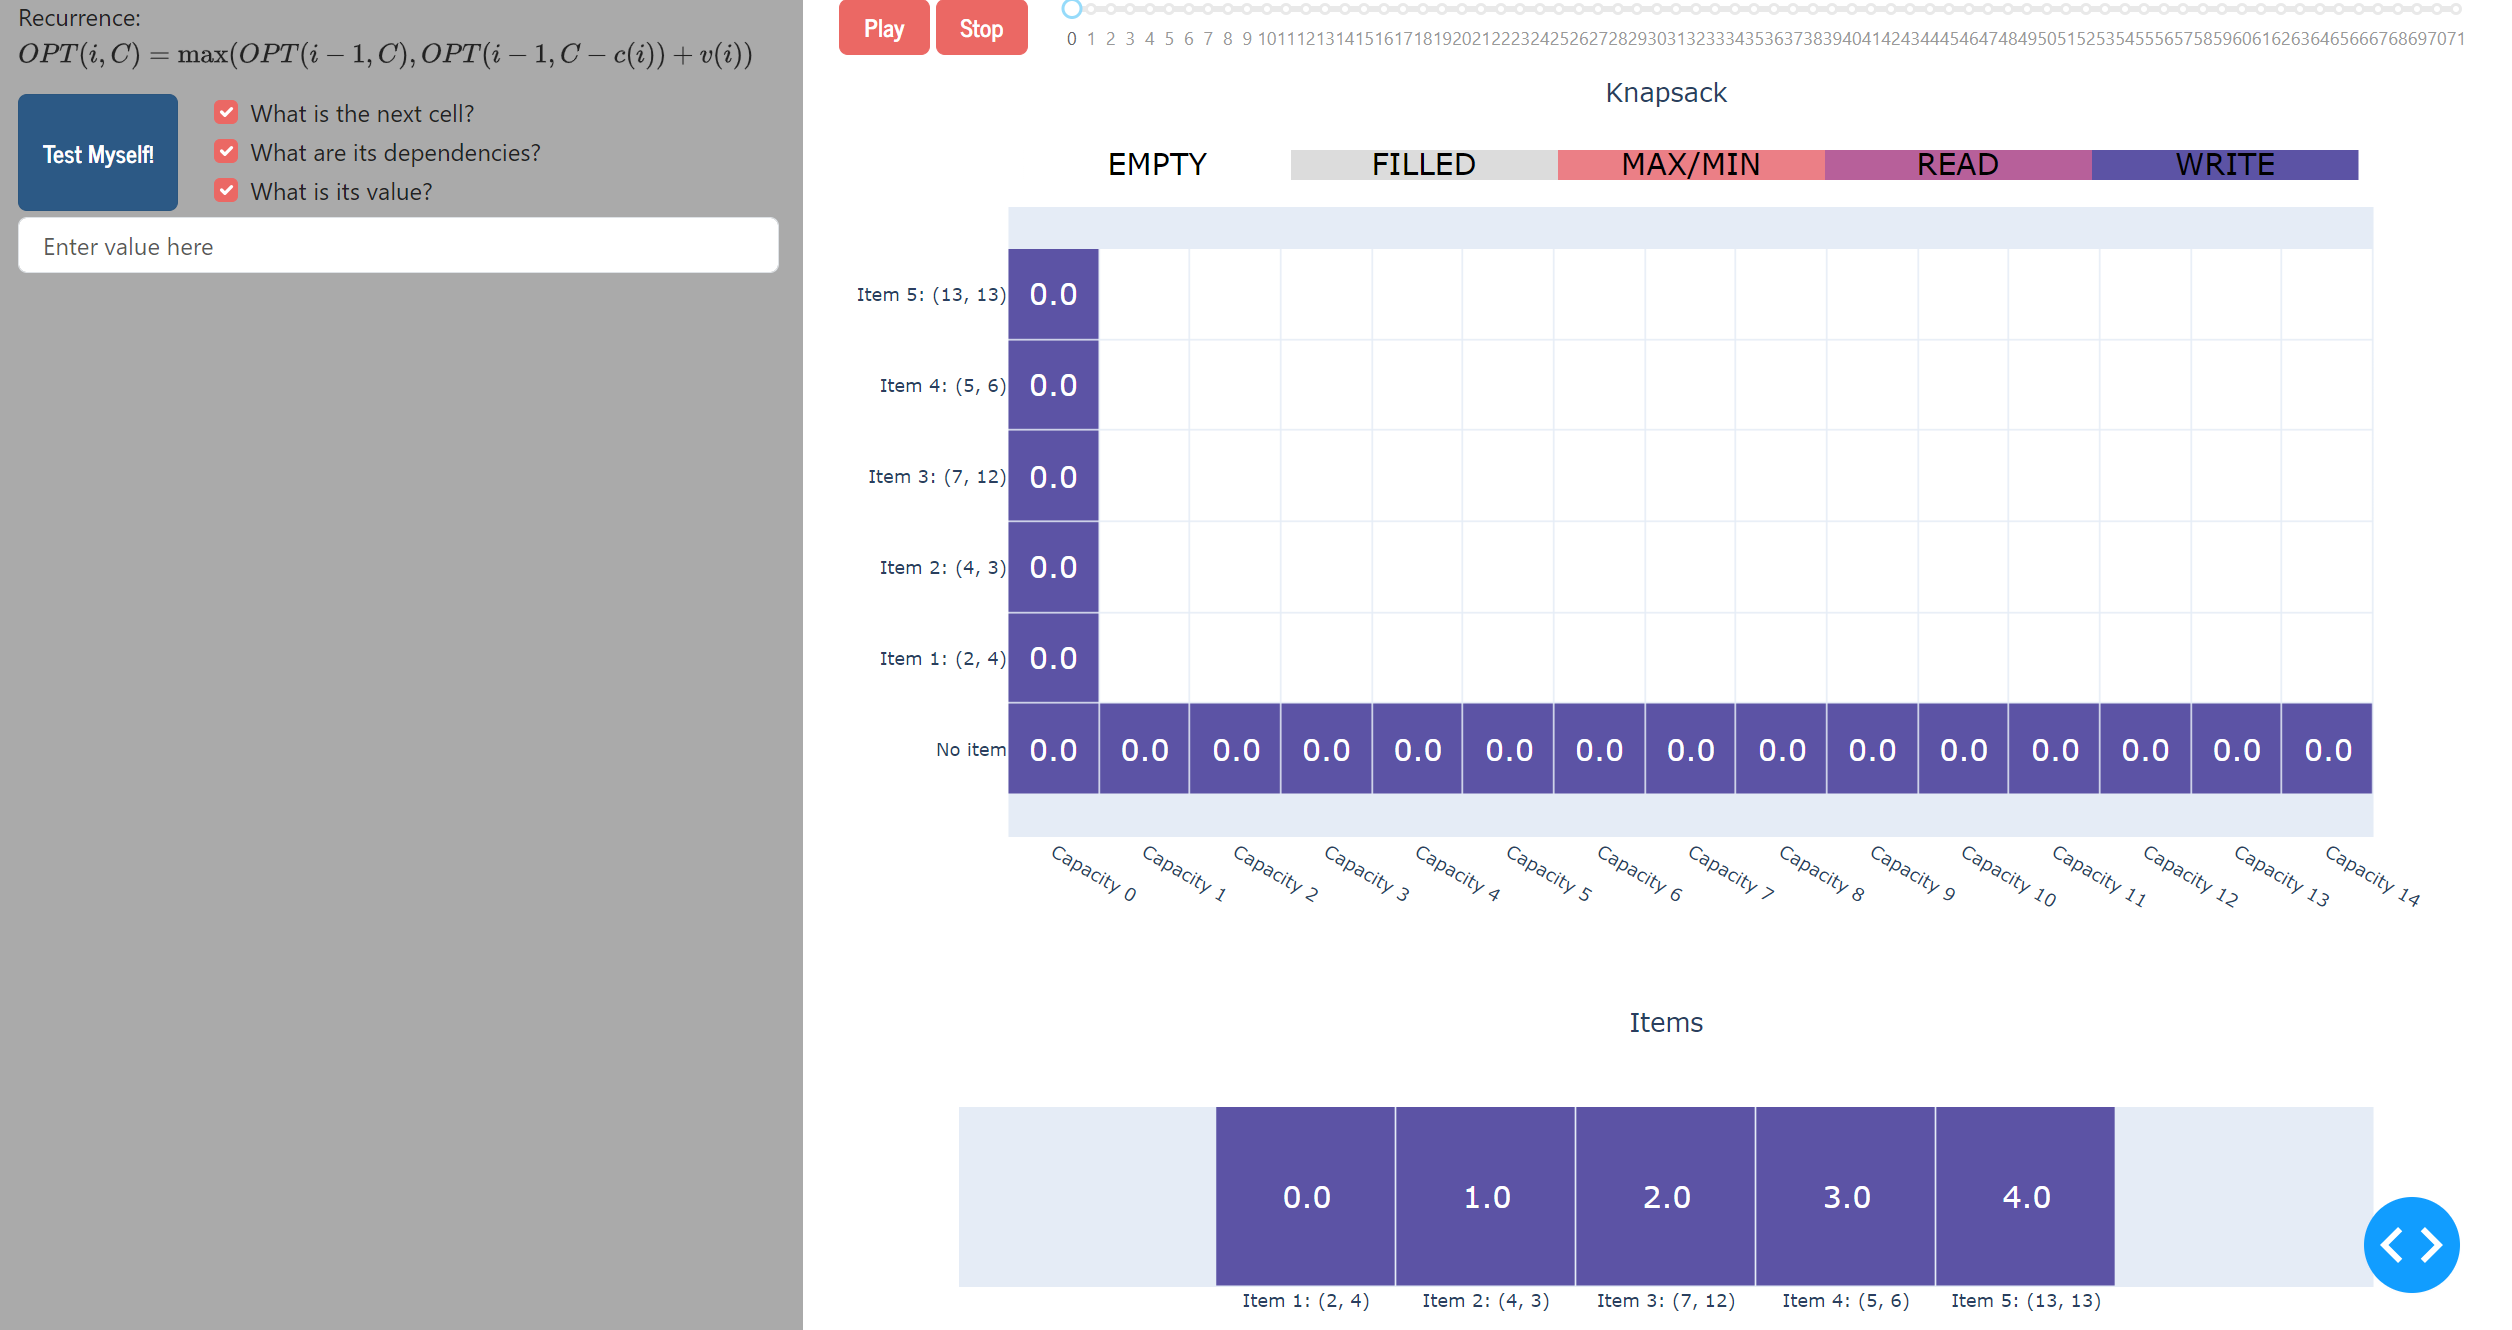 Recurrence:
OPT(i, C) = max(OPT(i − 1, C), OPT(i − 1, C − c(i)) + v(i))
Test Myself!
What is the next cell?
What are its dependencies?
What is its value?
Enter value here
Play Stop
0 1 2 3 4 5 6 7 8 9 10 11 12 13 14 15 16 17 18 19 20 21 22 23 24 25 26 27 28 29 30 31 32 33 34 35 36 37 38 39 40 41 42 43 44 45 46 47 48 49 50 51 52 53 54 55 56 57 58 59 60 61 62 63 64 65 66 67 68 69 70 71
Knapsack
EMPTY FILLED MAX/MIN READ WRITE
Item 5: (13, 13) 0.0
Item 4: (5, 6) 0.0
Item 3: (7, 12) 0.0
Item 2: (4, 3) 0.0
Item 1: (2, 4) 0.0
No item 0.0 0.0 0.0 0.0 0.0 0.0 0.0 0.0 0.0 0.0 0.0 0.0 0.0 0.0 0.0
Capacity 0 Capacity 1 Capacity 2 Capacity 3 Capacity 4 Capacity 5 Capacity 6 Capacity 7 Capacity 8 Capacity 9 Capacity 10 Capacity 11 Capacity 12 Capacity 13 Capacity 14
Items
0.0 1.0 2.0 3.0 4.0
Item 1: (2, 4) Item 2: (4, 3) Item 3: (7, 12) Item 4: (5, 6) Item 5: (13, 13)